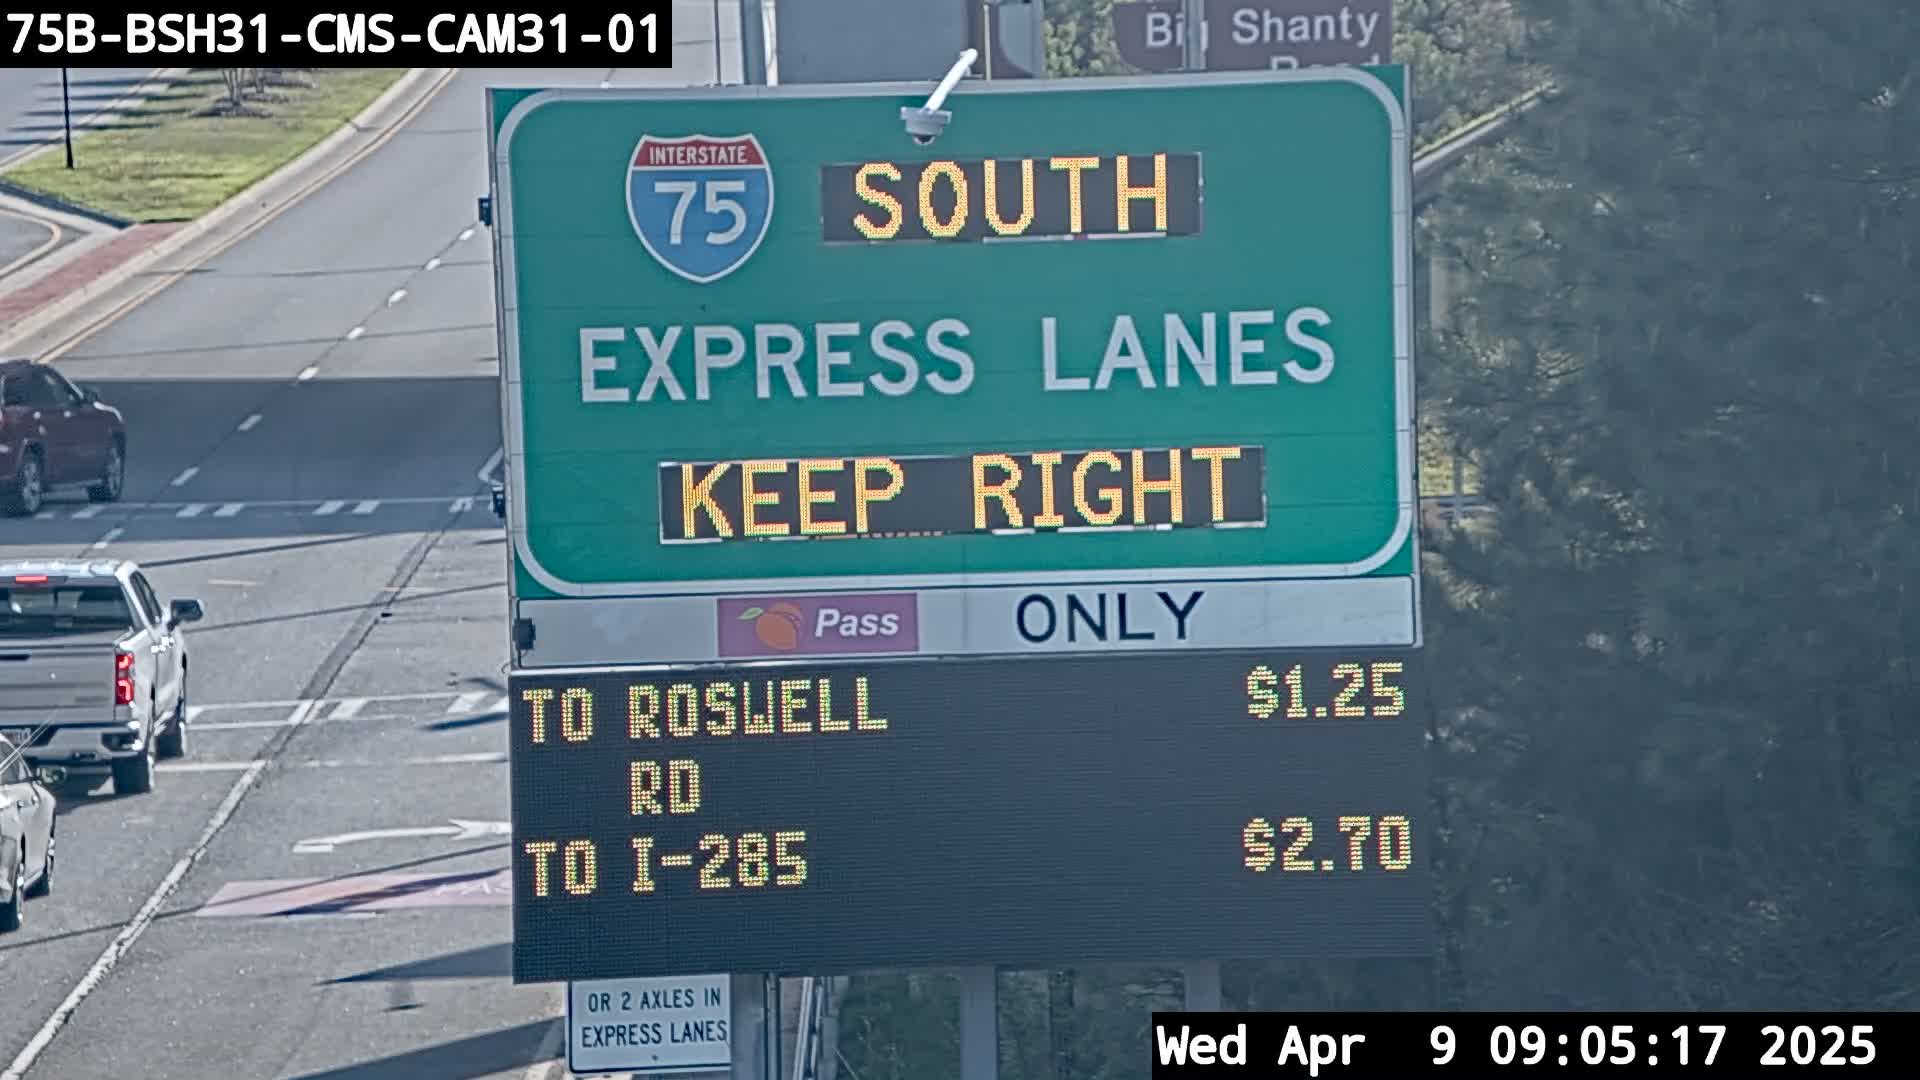 75B-BSH31-CMS-CAM31-01
Big Shanty
Road
INTERSTATE
75
SOUTH
EXPRESS LANES
KEEP RIGHT
Pass
ONLY
TO ROSWELL $1.25
RD
TO I-285 $2.70
OR 2 AXLES IN
EXPRESS LANES
Wed Apr 9 09:05:17 2025